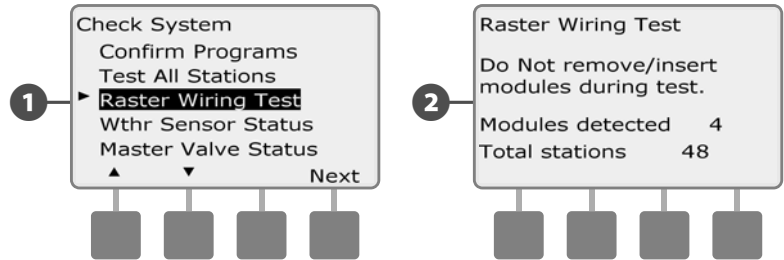 1
Check System
Confirm Programs
Test All Stations
Raster Wiring Test
Wthr Sensor Status
Master Valve Status
Next
2
Raster Wiring Test
Do Not remove/insert
modules during test.
Modules detected 4
Total stations 48